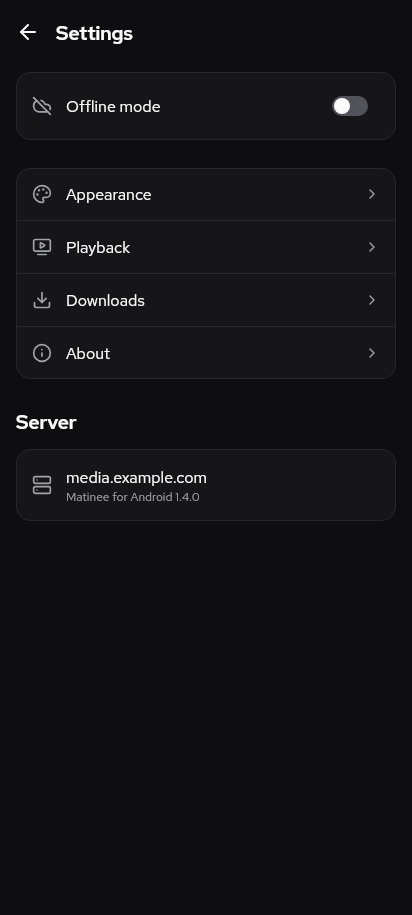 Settings
Offline mode
Appearance
Playback
Downloads
About
Server
media.example.com
Matinee for Android 1.4.0